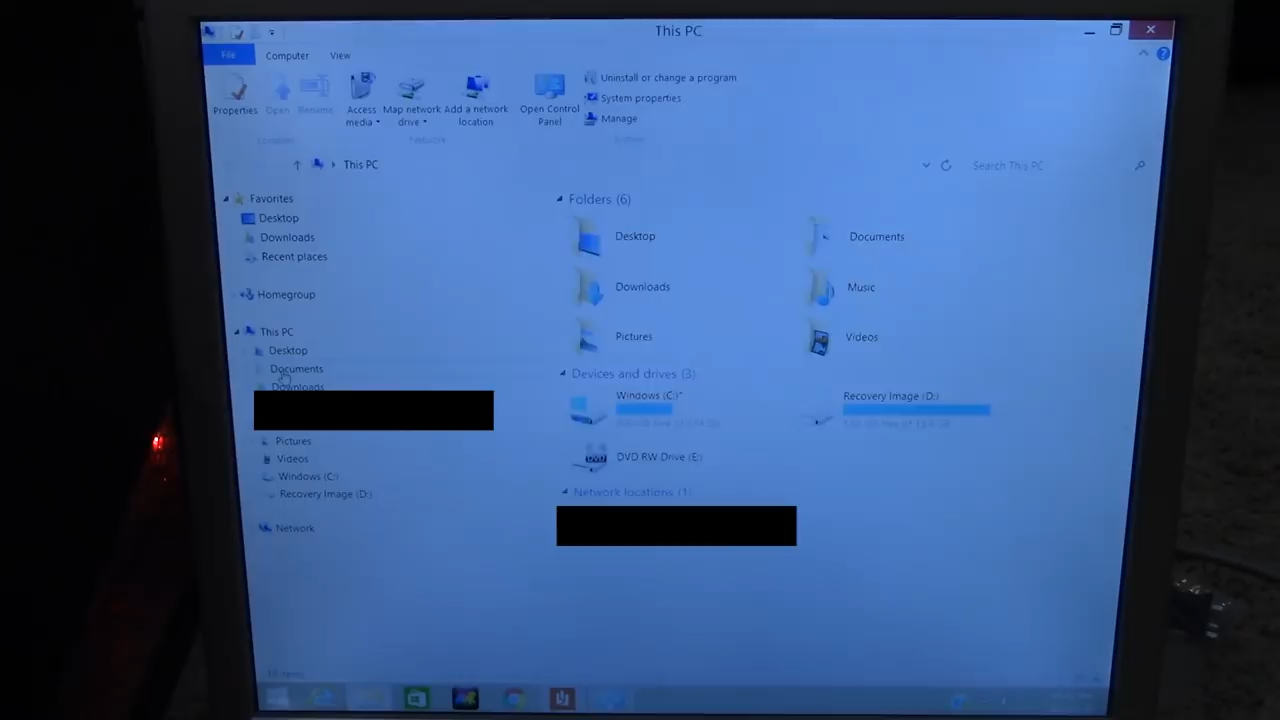 This PC
File Computer View
Properties Open Rename Access media Map network drive Add a network location Open Control Panel
Uninstall or change a program
System properties
Manage
Network
This PC
Search This PC
Favorites
Desktop
Downloads
Recent places
Homegroup
This PC
Desktop
Documents
Downloads
Pictures
Videos
Windows (C:)
Recovery Image (D:)
Network
Folders (6)
Desktop
Documents
Downloads
Music
Pictures
Videos
Devices and drives (3)
Windows (C:)
Recovery Image (D:)
DVD RW Drive (E:)
DVD
Network locations (1)